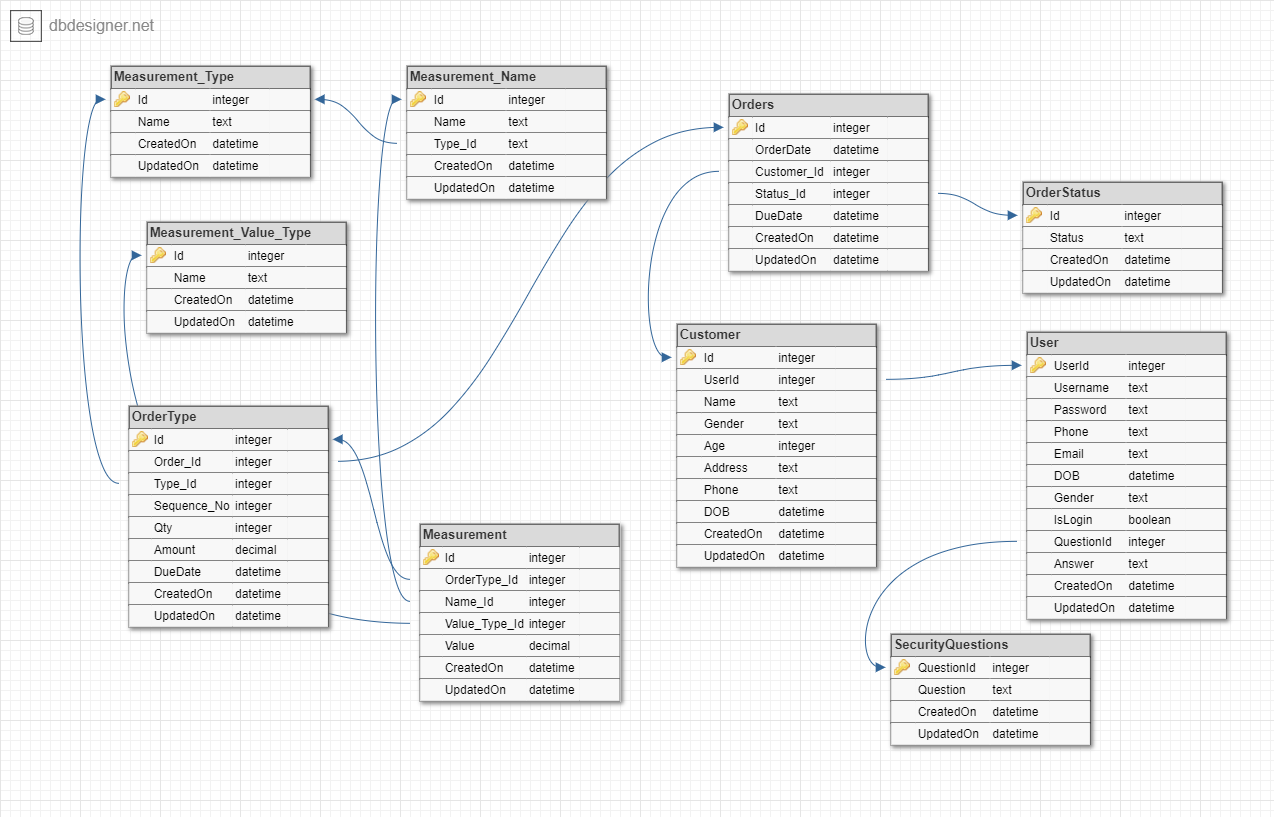 dbdesigner.net
Measurement_Type
Id integer
Name text
CreatedOn datetime
UpdatedOn datetime
Measurement_Name
Id integer
Name text
Type_Id text
CreatedOn datetime
UpdatedOn datetime
Orders
Id integer
OrderDate datetime
Customer_Id integer
Status_Id integer
DueDate datetime
CreatedOn datetime
UpdatedOn datetime
OrderStatus
Id integer
Status text
CreatedOn datetime
UpdatedOn datetime
Measurement_Value_Type
Id integer
Name text
CreatedOn datetime
UpdatedOn datetime
Customer
Id integer
UserId integer
Name text
Gender text
Age integer
Address text
Phone text
DOB datetime
CreatedOn datetime
UpdatedOn datetime
User
UserId integer
Username text
Password text
Phone text
Email text
DOB datetime
Gender text
IsLogin boolean
QuestionId integer
Answer text
CreatedOn datetime
UpdatedOn datetime
OrderType
Id integer
Order_Id integer
Type_Id integer
Sequence_No integer
Qty integer
Amount decimal
DueDate datetime
CreatedOn datetime
UpdatedOn datetime
Measurement
Id integer
OrderType_Id integer
Name_Id integer
Value_Type_Id integer
Value decimal
CreatedOn datetime
UpdatedOn datetime
SecurityQuestions
QuestionId integer
Question text
CreatedOn datetime
UpdatedOn datetime